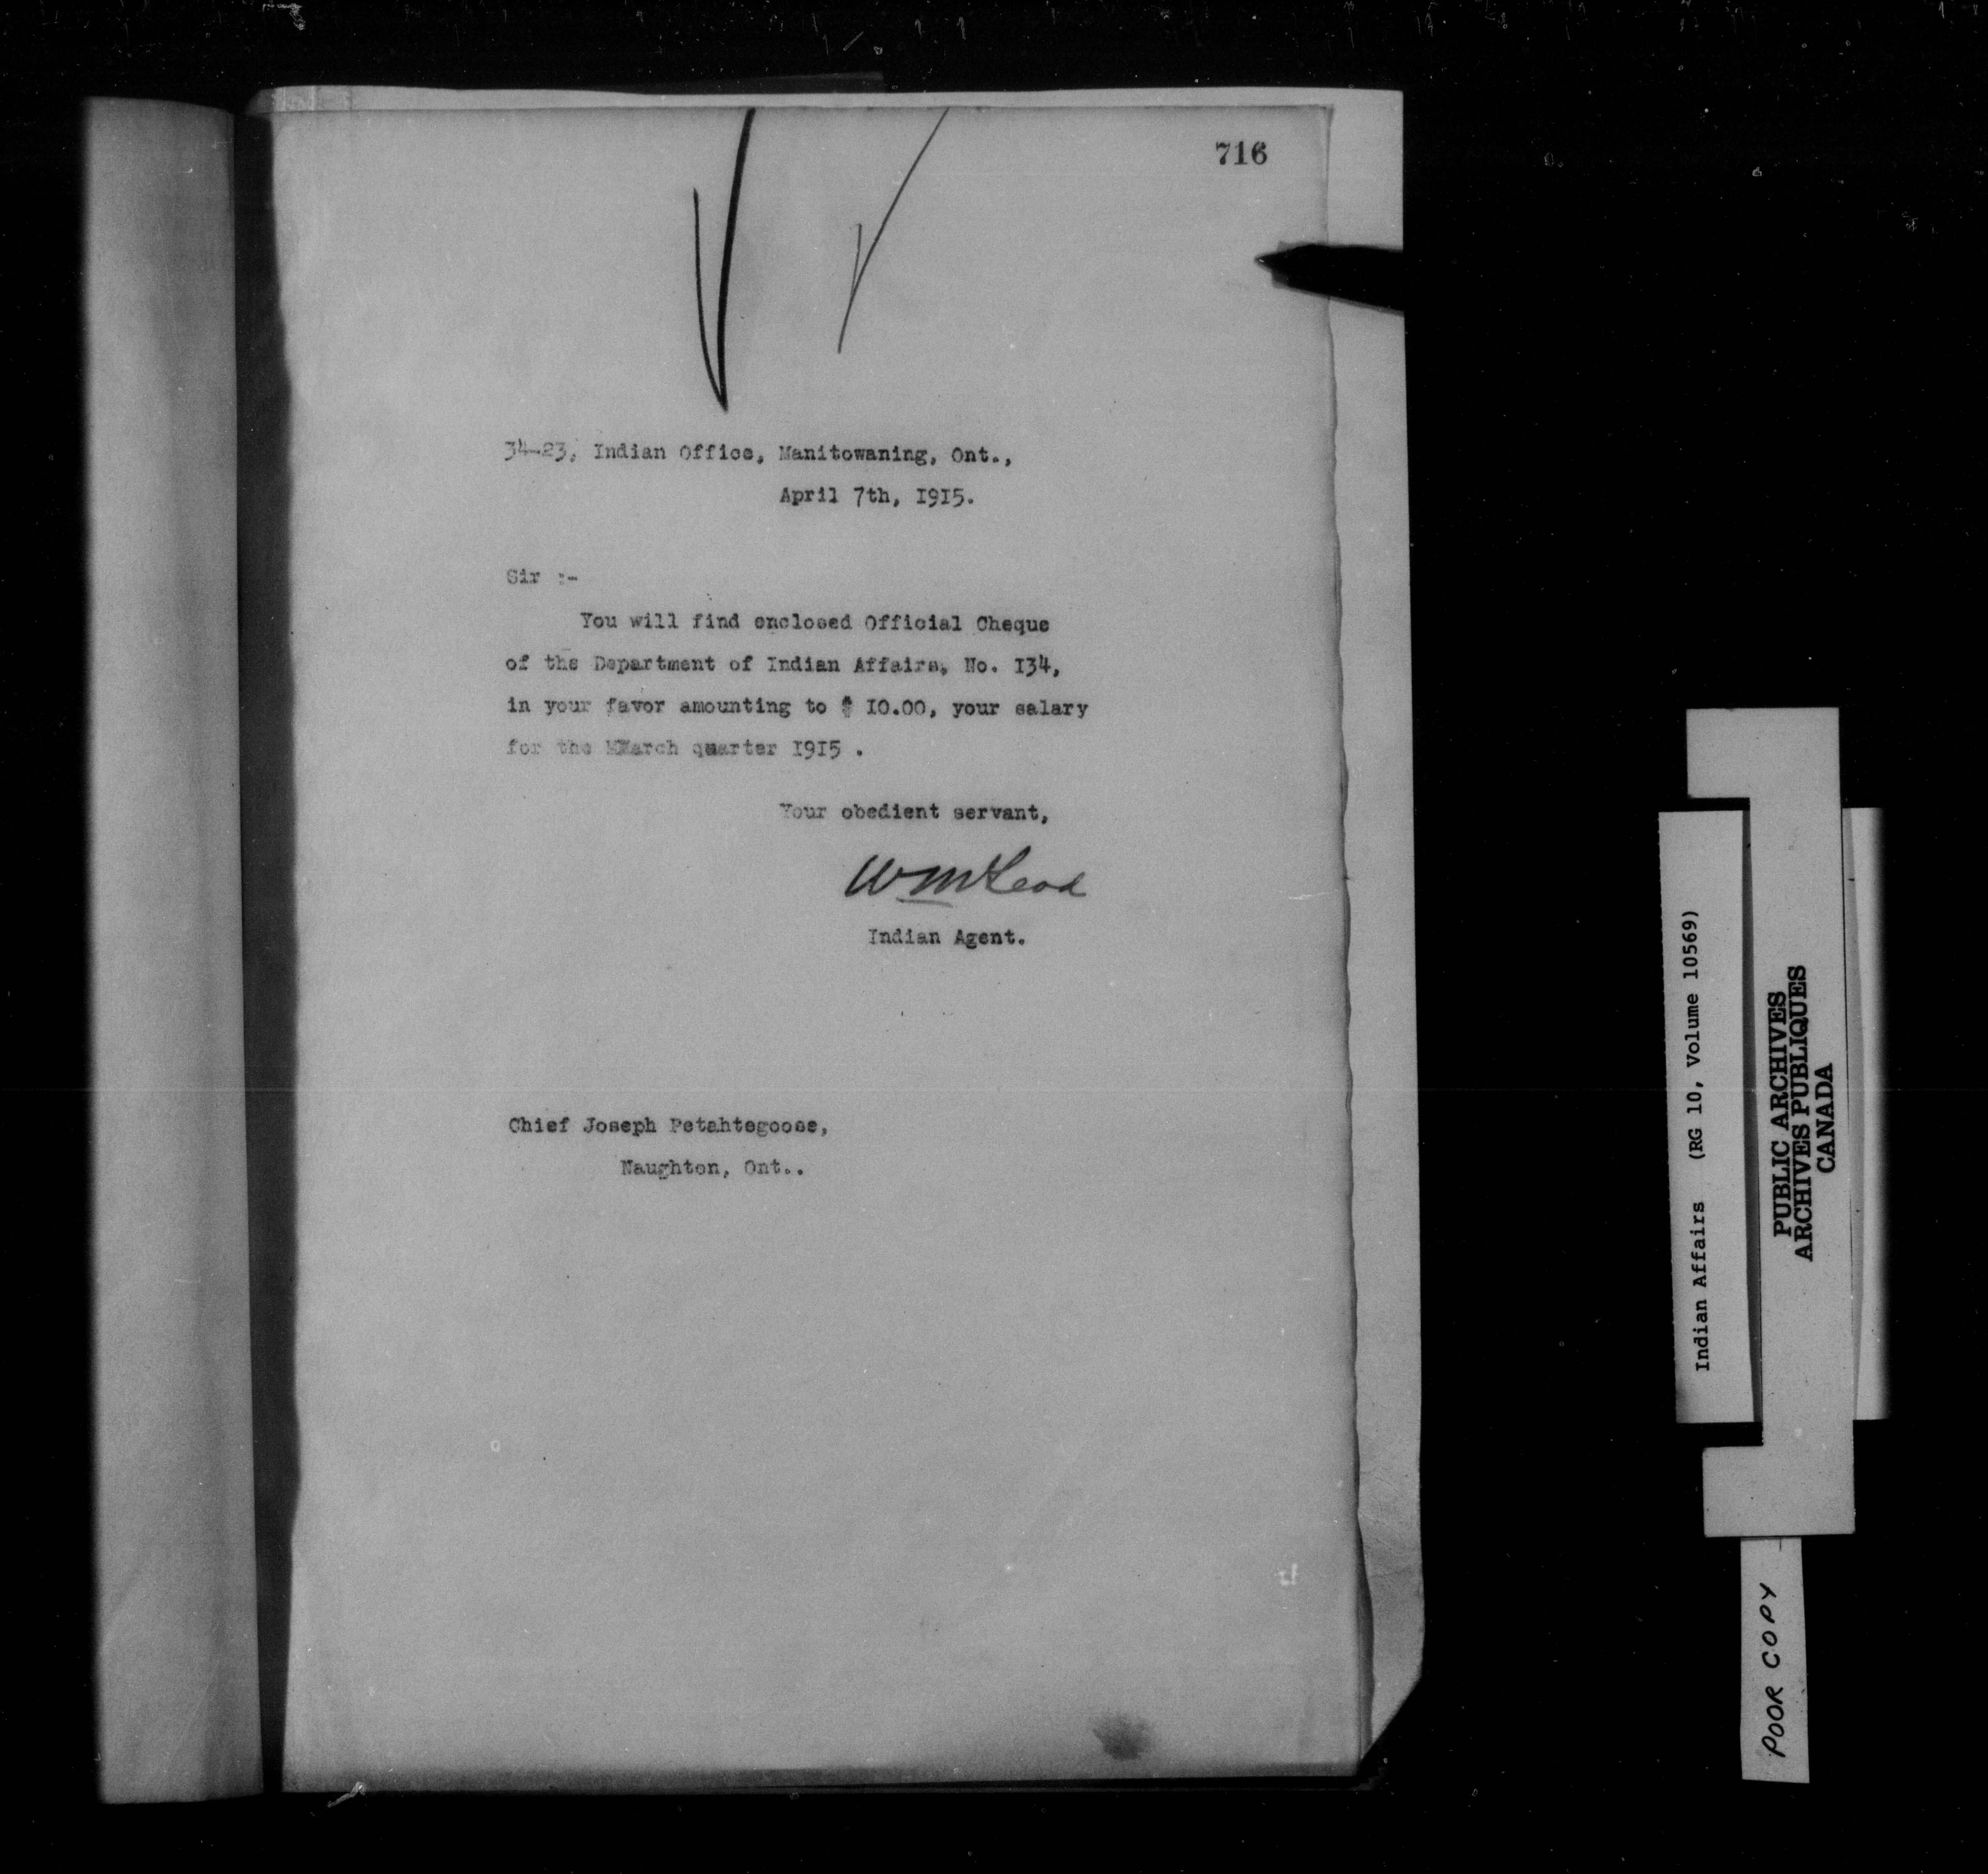 716
34-23, Indian Office, Manitowaning, Ont.,
April 7th, 1915.
Sir :-
You will find enclosed Official Cheque
of the Department of Indian Affairs, No. 134,
in your favor amounting to $ 10.00, your salary
for the March quarter 1915 .
Your obedient servant,
Wm McLeod
Indian Agent.
Chief Joseph Petahtegoose,
Naughton, Ont..
Indian Affairs (RG 10, Volume 10569)
PUBLIC ARCHIVES
ARCHIVES PUBLIQUES
CANADA
POOR COPY